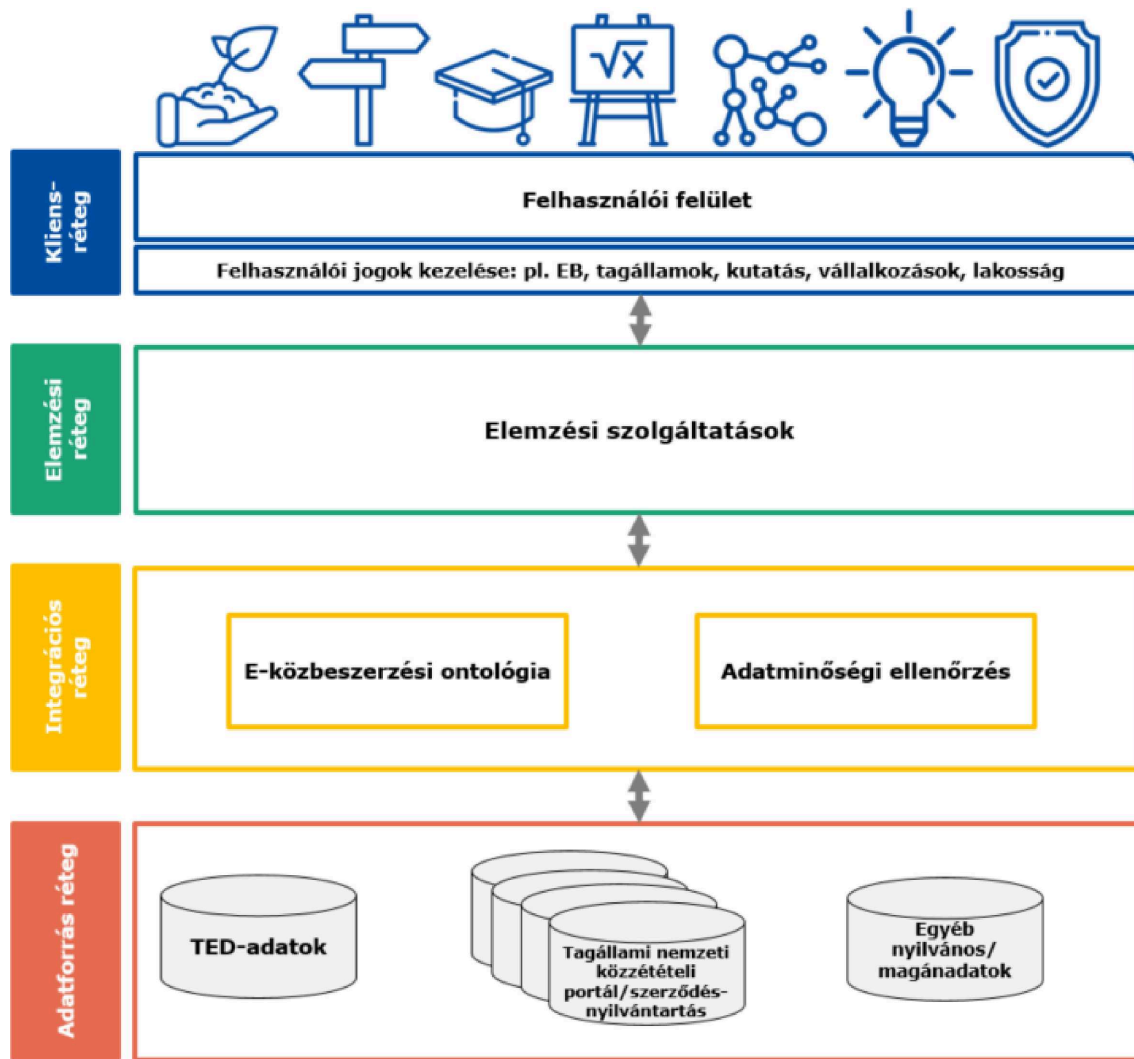 √x
Kliens-
réteg
Felhasználói felület
Felhasználói jogok kezelése: pl. EB, tagállamok, kutatás, vállalkozások, lakosság
Elemzési
réteg
Elemzési szolgáltatások
Integrációs
réteg
E-közbeszerzési ontológia
Adatminőségi ellenőrzés
Adatforrás réteg
TED-adatok
Tagállami nemzeti
közzétételi
portál/szerződés-
nyilvántartás
Egyéb
nyilvános/
magánadatok